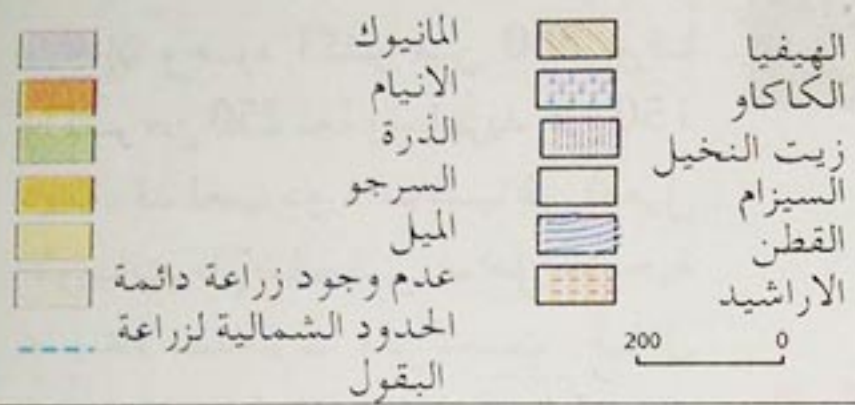 الهيفيا
الكاكاو
زيت النخيل
السيزام
القطن
الاراشيد
200 0
المانيوك
الانيام
الذرة
السرجو
الميل
عدم وجود زراعة دائمة
الحدود الشمالية لزراعة
البقول